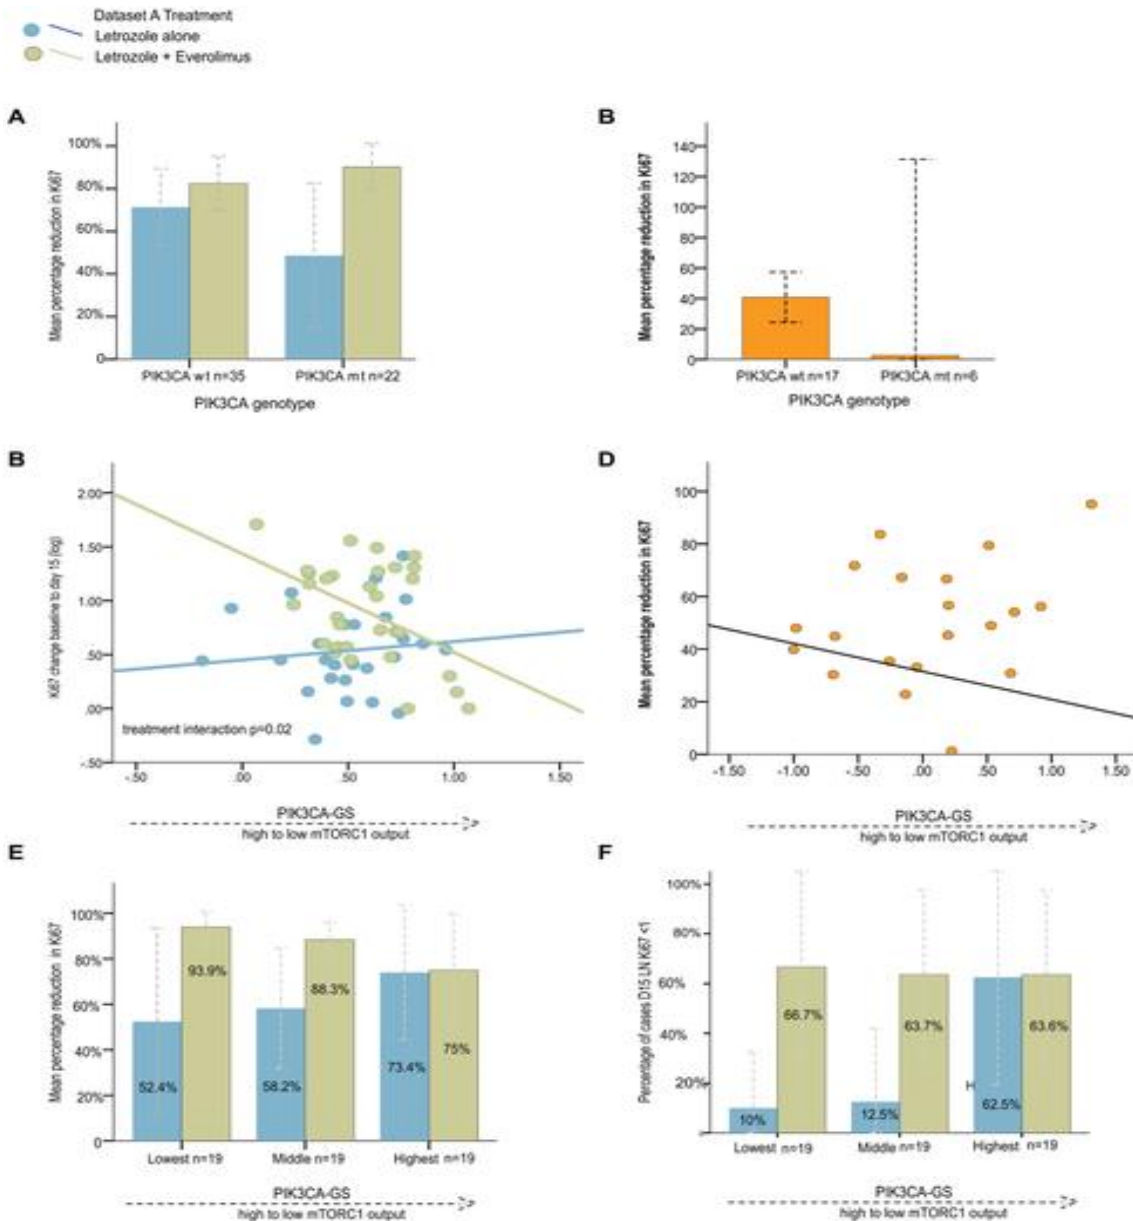 Dataset A Treatment
Letrozole alone
Letrozole + Everolimus
A
Mean percentage reduction in Ki67
100%
80%
60%
40%
20%
0
PIK3CA wt n=35
PIK3CA mt n=22
PIK3CA genotype
B
Mean percentage reduction in Ki67
140
120
100
80
60
40
20
0
PIK3CA wt n=17
PIK3CA mt n=6
PIK3CA genotype
B
Ki67 change baseline to day 15 (log)
2.00
1.50
1.00
.50
.00
-.50
treatment interaction p=0.02
-.50 .00 .50 1.00 1.50
PIK3CA-GS
high to low mTORC1 output
D
Mean percentage reduction in Ki67
100
80
60
40
20
0
-1.50 -1.00 -.50 .00 .50 1.00 1.50
PIK3CA-GS
high to low mTORC1 output
E
Mean percentage reduction in Ki67
100%
80%
60%
40%
20%
0
52.4%
93.9%
58.2%
88.3%
73.4%
75%
Lowest n=19
Middle n=19
Highest n=19
PIK3CA-GS
high to low mTORC1 output
F
Percentage of cases D15 LN Ki67 <1
100%
80%
60%
40%
20%
10%
66.7%
12.5%
63.7%
H
62.5%
63.6%
Lowest n=19
Middle n=19
Highest n=19
PIK3CA-GS
high to low mTORC1 output